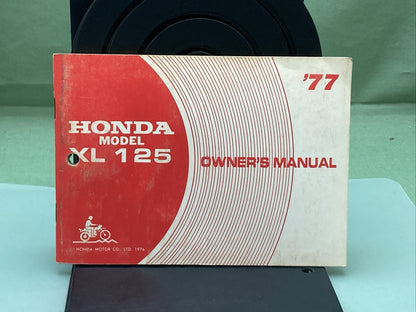 '77
HONDA
MODEL
XL 125
OWNER'S MANUAL
HONDA MOTOR CO., LTD. 1976